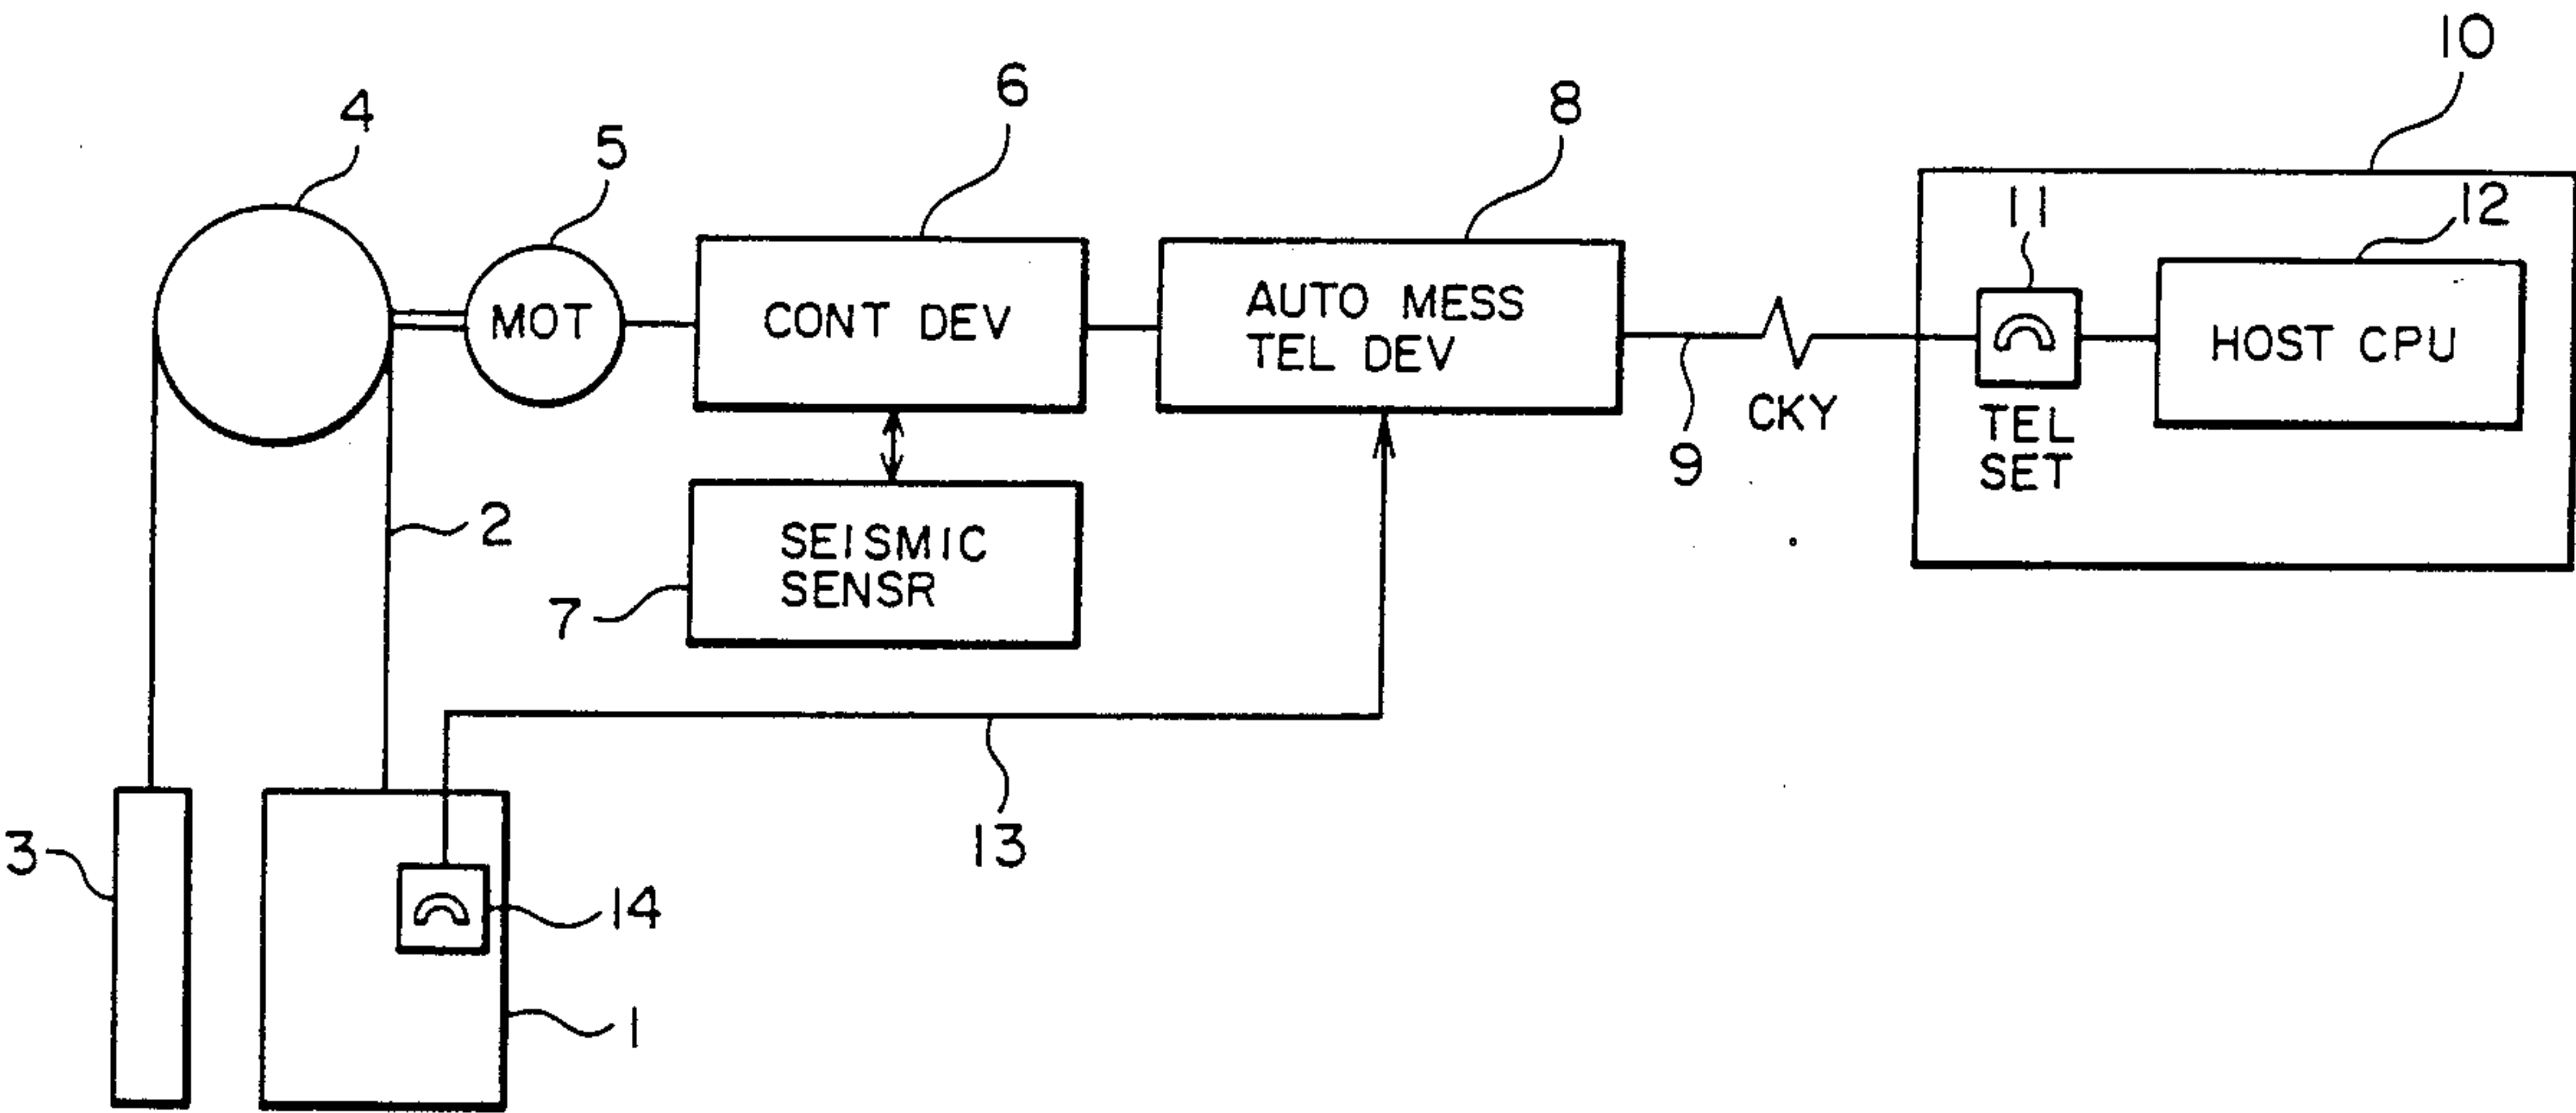 10
6
8
4
5
11
12
MOT
CONT DEV
AUTO MESS
TEL DEV
HOST CPU
CKY
TEL
SET
9
2
SEISMIC
SENSR
7
13
3
14
1